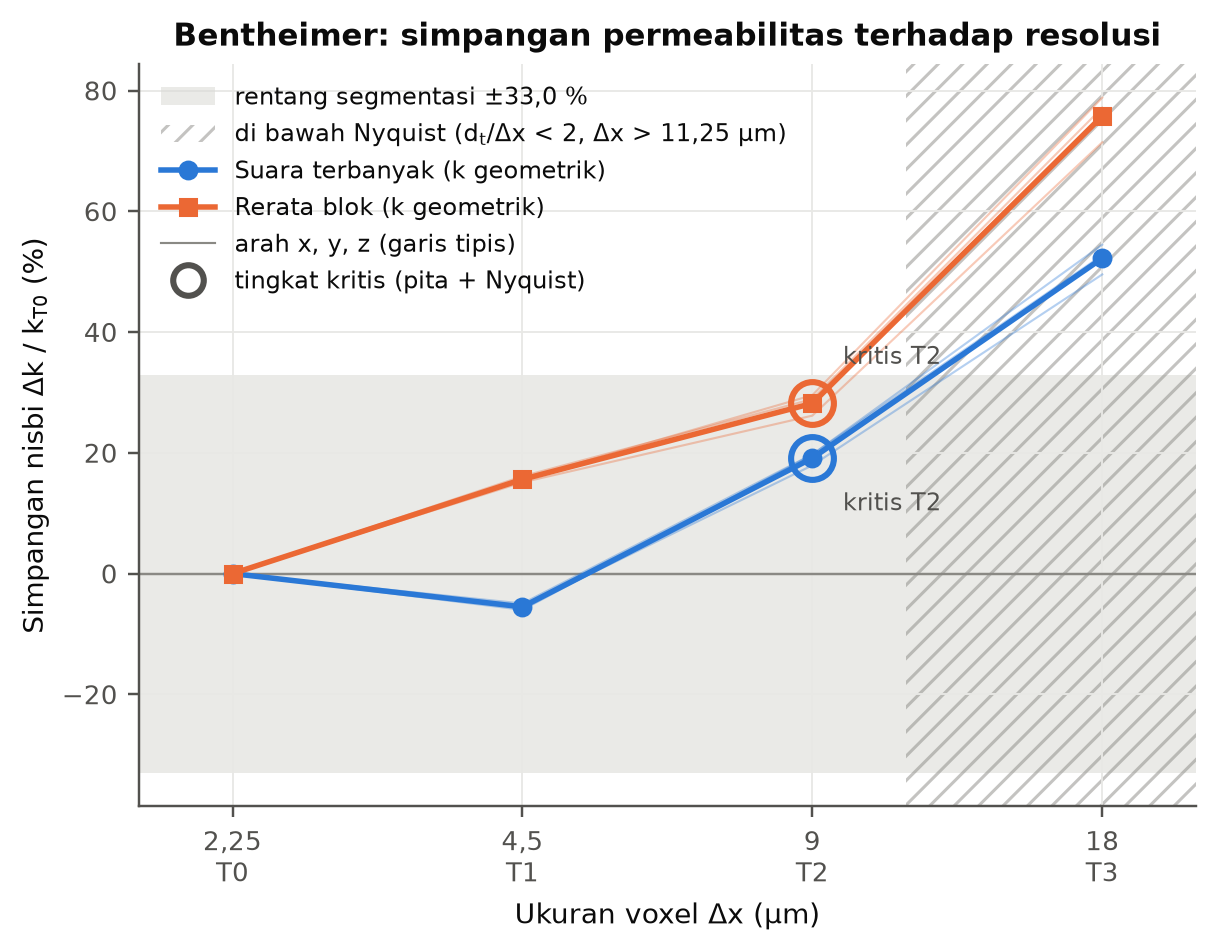 Bentheimer: simpangan permeabilitas terhadap resolusi
rentang segmentasi ±33,0 %
di bawah Nyquist (dₜ/Δx < 2, Δx > 11,25 µm)
Suara terbanyak (k geometrik)
Rerata blok (k geometrik)
arah x, y, z (garis tipis)
tingkat kritis (pita + Nyquist)
Simpangan nisbi Δk / k_T0 (%)
80
60
40
20
0
−20
kritis T2
kritis T2
2,25 4,5 9 18
T0 T1 T2 T3
Ukuran voxel Δx (µm)